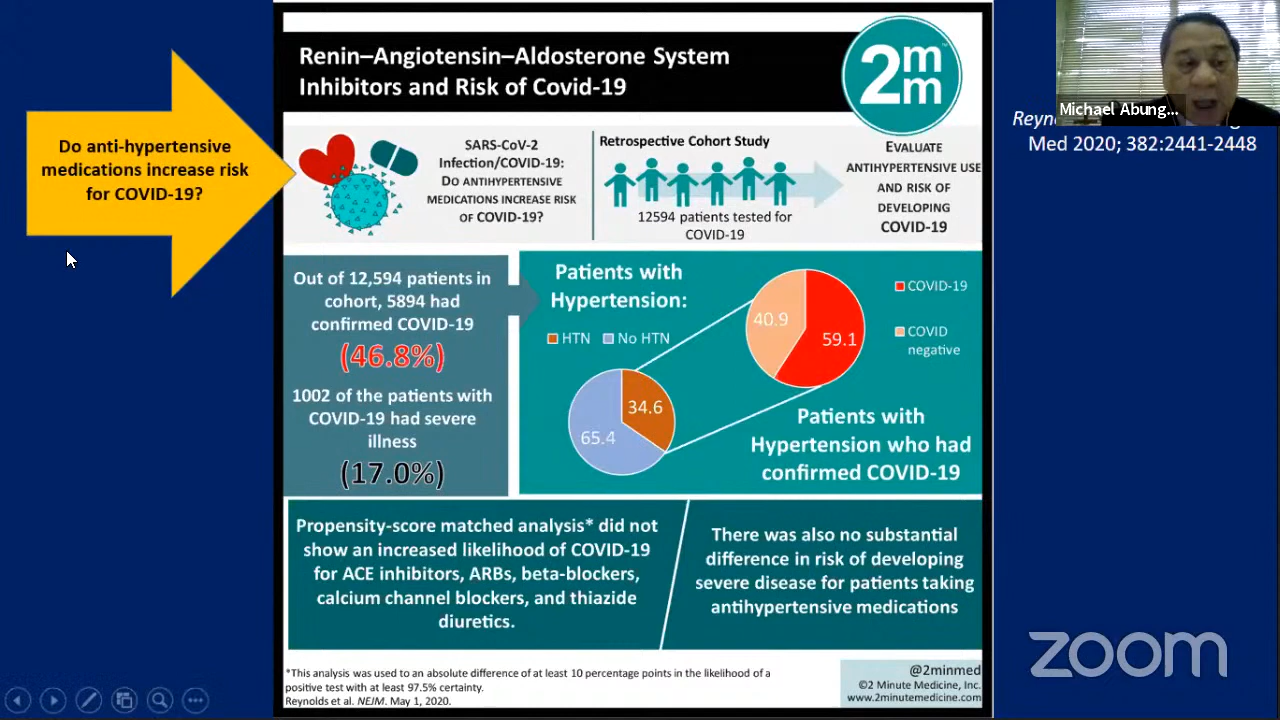 Renin–Angiotensin–Aldosterone System
Inhibitors and Risk of Covid-19
2m
m
Michael Abung...
Reyn
Med 2020; 382:2441-2448
Do anti-hypertensive
medications increase risk
for COVID-19?
SARS-CoV-2
Infection/COVID-19:
Do antihypertensive
medications increase risk
of COVID-19?
Retrospective Cohort Study
12594 patients tested for
COVID-19
Evaluate
antihypertensive use
and risk of
developing
COVID-19
Out of 12,594 patients in
cohort, 5894 had
confirmed COVID-19
(46.8%)
1002 of the patients with
COVID-19 had severe
illness
(17.0%)
Patients with
Hypertension:
HTN No HTN
34.6
65.4
40.9
59.1
COVID-19
COVID
negative
Patients with
Hypertension who had
confirmed COVID-19
Propensity-score matched analysis* did not
show an increased likelihood of COVID-19
for ACE inhibitors, ARBs, beta-blockers,
calcium channel blockers, and thiazide
diuretics.
There was also no substantial
difference in risk of developing
severe disease for patients taking
antihypertensive medications
*This analysis was used to an absolute difference of at least 10 percentage points in the likelihood of a
positive test with at least 97.5% certainty.
Reynolds et al. NEJM. May 1, 2020.
@2minmed
©2 Minute Medicine, Inc.
www.2minutemedicine.com
zoom